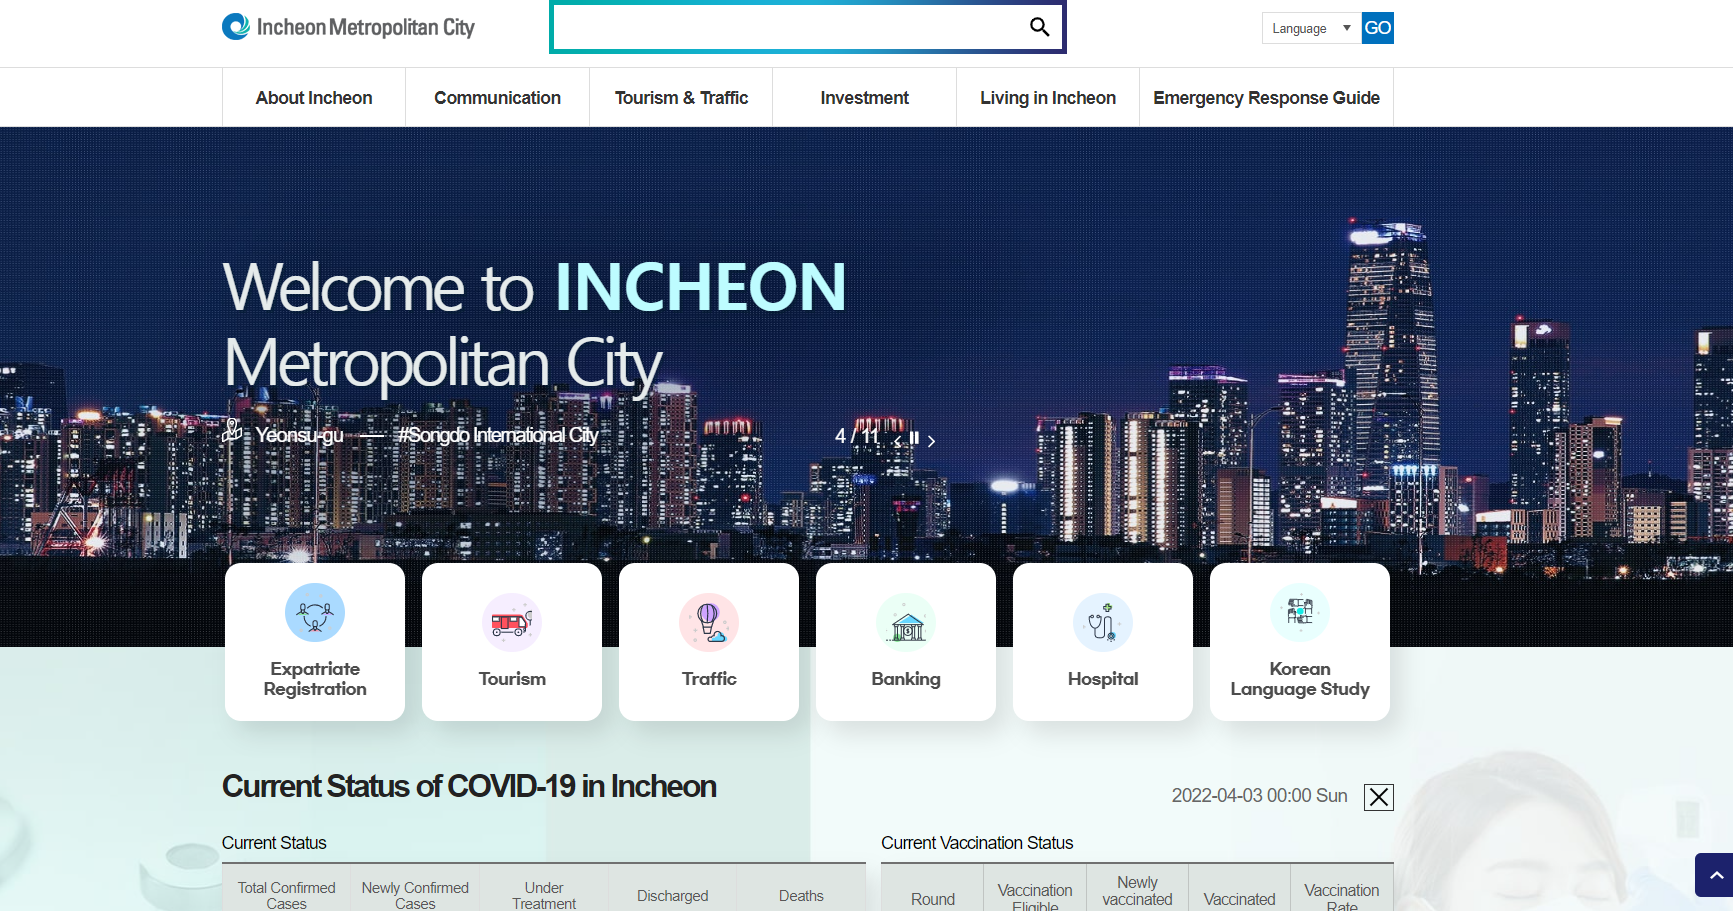 Incheon Metropolitan City
Language
GO
About Incheon
Communication
Tourism & Traffic
Investment
Living in Incheon
Emergency Response Guide
Welcome to INCHEON
Metropolitan City
Yeonsu-gu — #Songdo International City
4 / 11
Expatriate
Registration
Tourism
Traffic
Banking
Hospital
Korean
Language Study
Current Status of COVID-19 in Incheon
2022-04-03 00:00 Sun
Current Status
Total Confirmed
Cases
Newly Confirmed
Cases
Under
Treatment
Discharged
Deaths
Current Vaccination Status
Round
Vaccination
Eligible
Newly
vaccinated
Vaccinated
Vaccination
Rate